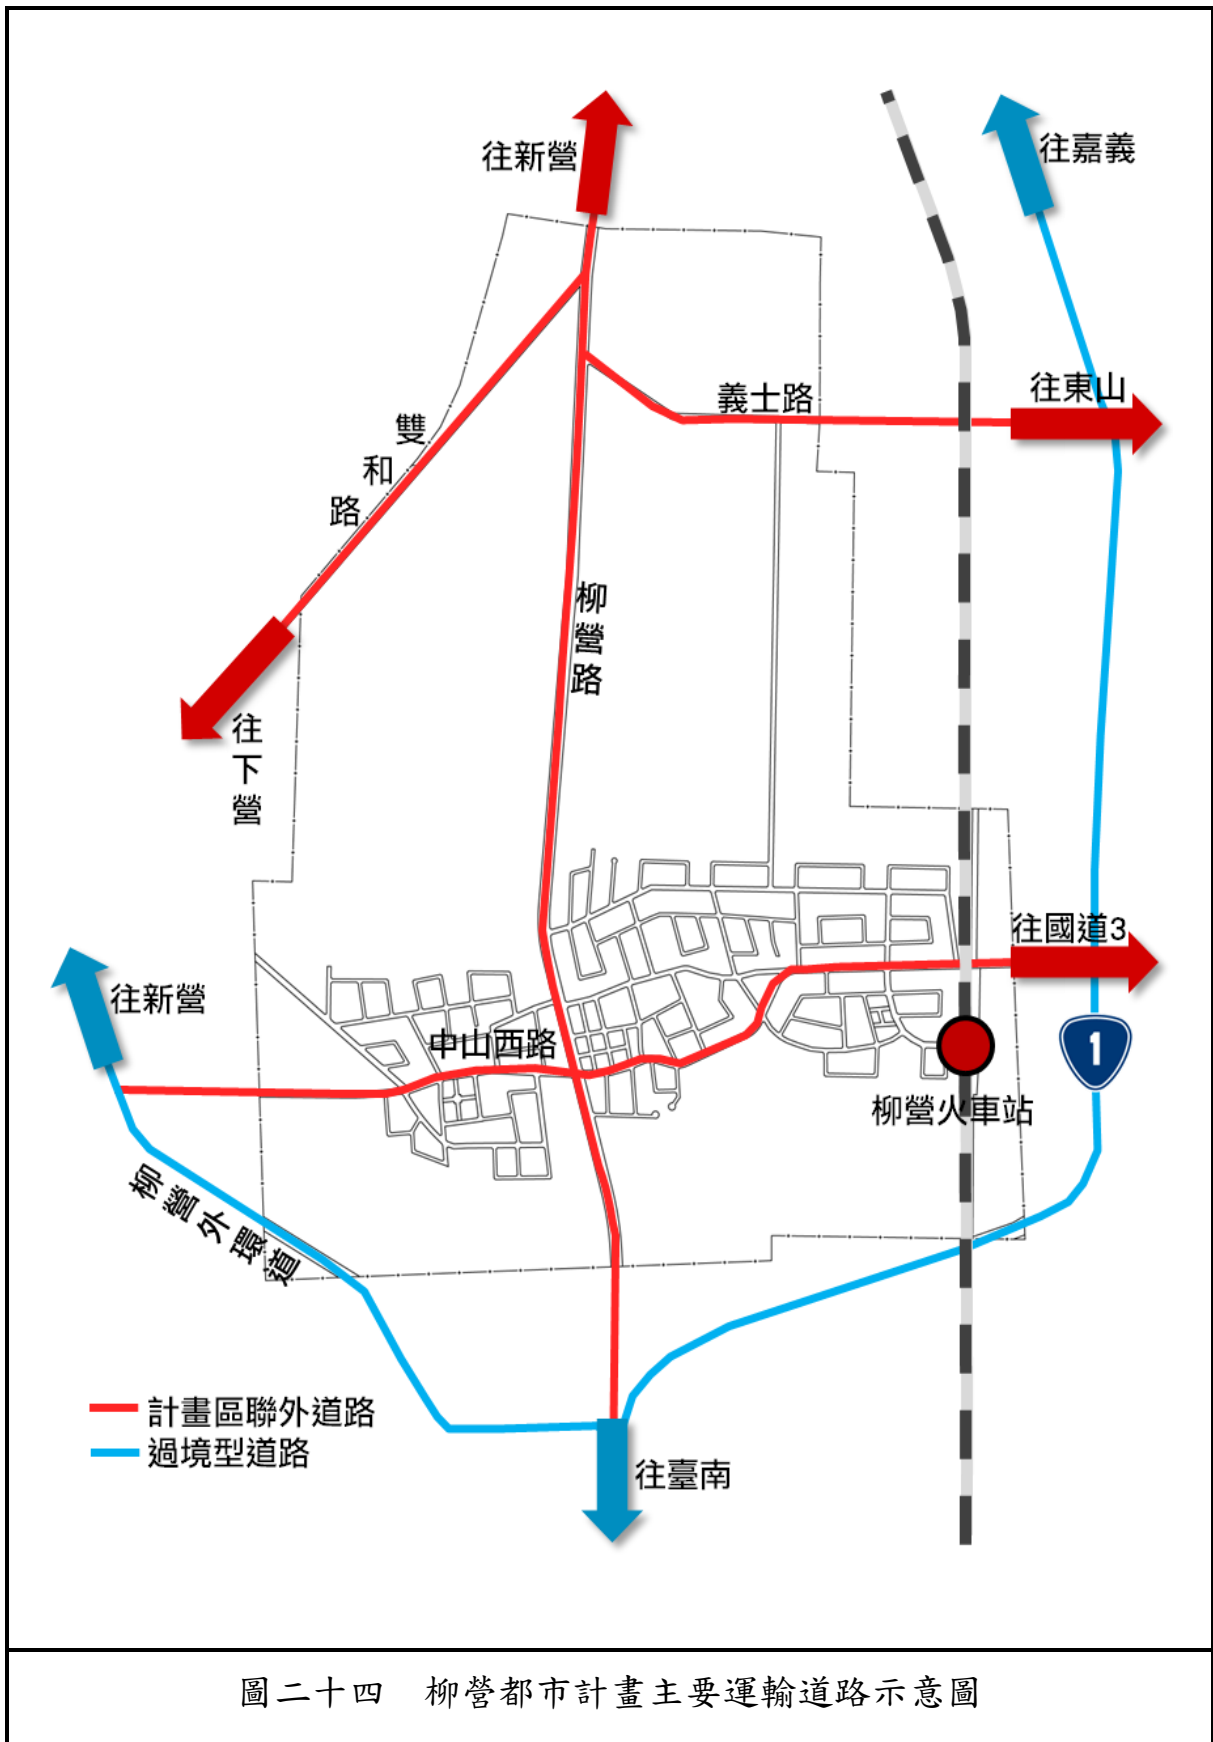 往新營
往嘉義
往東山
義士路
雙和路
柳營路
往下營
往國道3
往新營
中山西路
1
柳營火車站
柳營外環道
計畫區聯外道路
過境型道路
往臺南
圖二十四　柳營都市計畫主要運輸道路示意圖